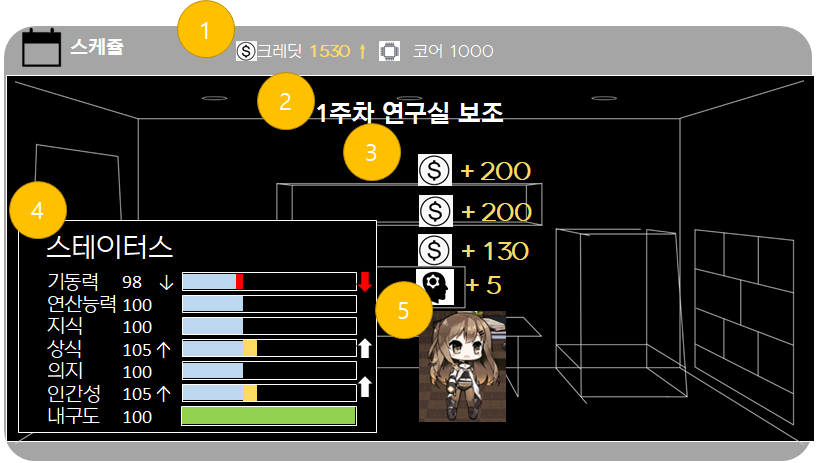 1
스케쥴
크레딧 1530 ↑ 코어 1000
2
1주차 연구실 보조
3
+200
+200
+130
+5
4
스테이터스
기동력 98 ↓
연산능력 100
지식 100
상식 105 ↑
의지 100
인간성 105 ↑
내구도 100
5